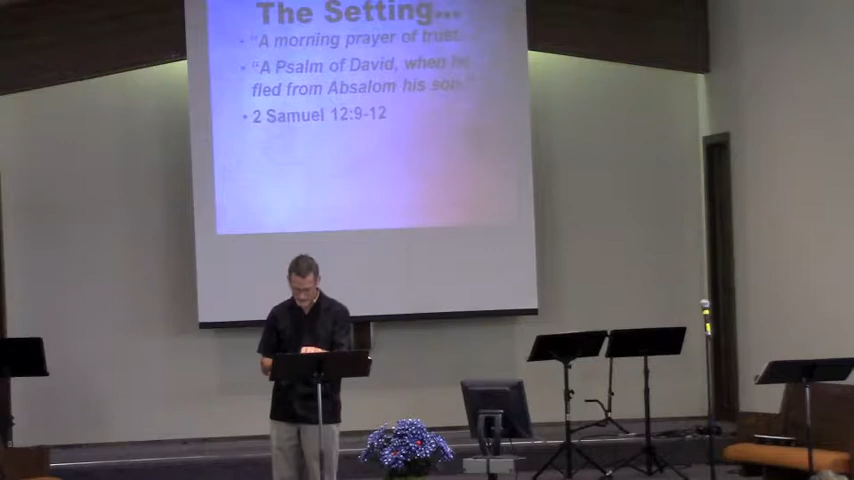 The Setting...
• "A morning prayer of trust."
• "A Psalm of David, when he
fled from Absalom his son."
• 2 Samuel 12:9-12